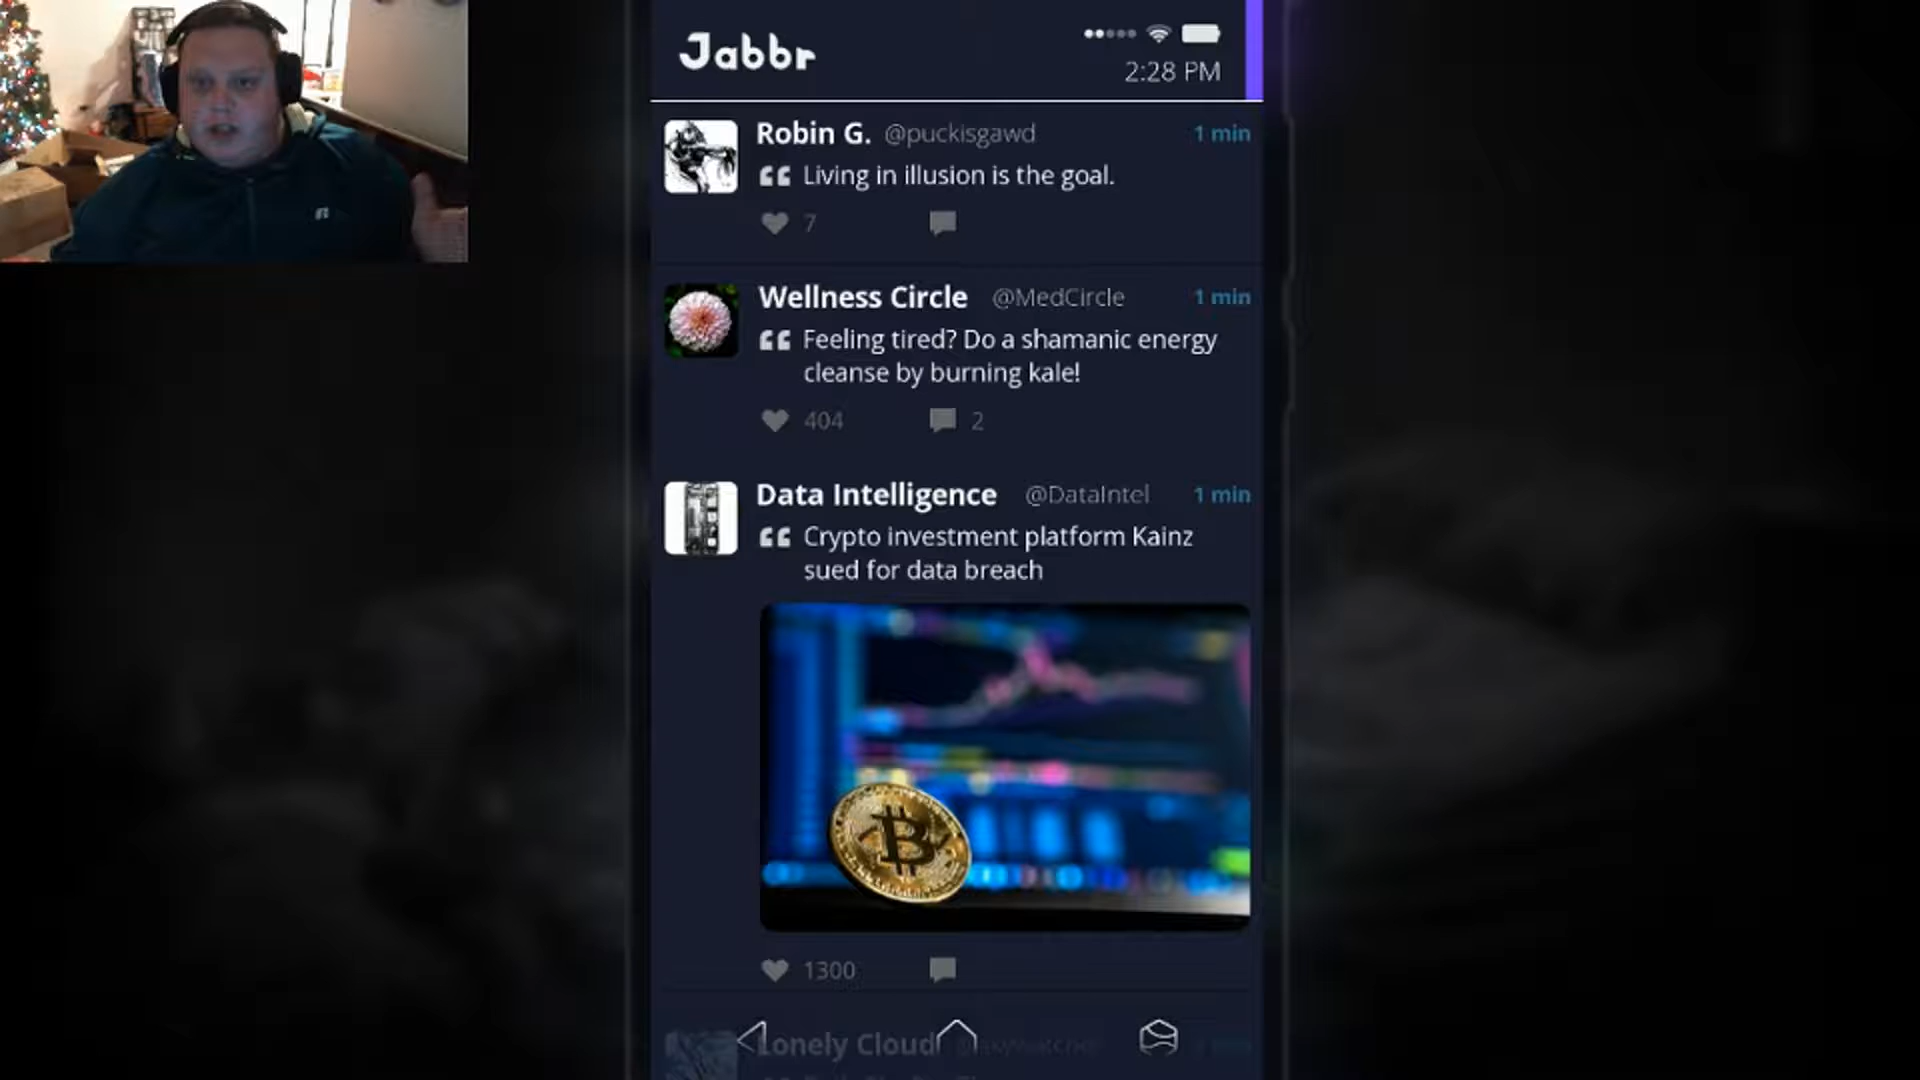 Jabbr
2:28 PM
Robin G. @puckisgawd 1 min
Living in illusion is the goal.
7
Wellness Circle @MedCircle 1 min
Feeling tired? Do a shamanic energy
cleanse by burning kale!
404 2
Data Intelligence @DataIntel 1 min
Crypto investment platform Kainz
sued for data breach
1300
Lonely Cloud